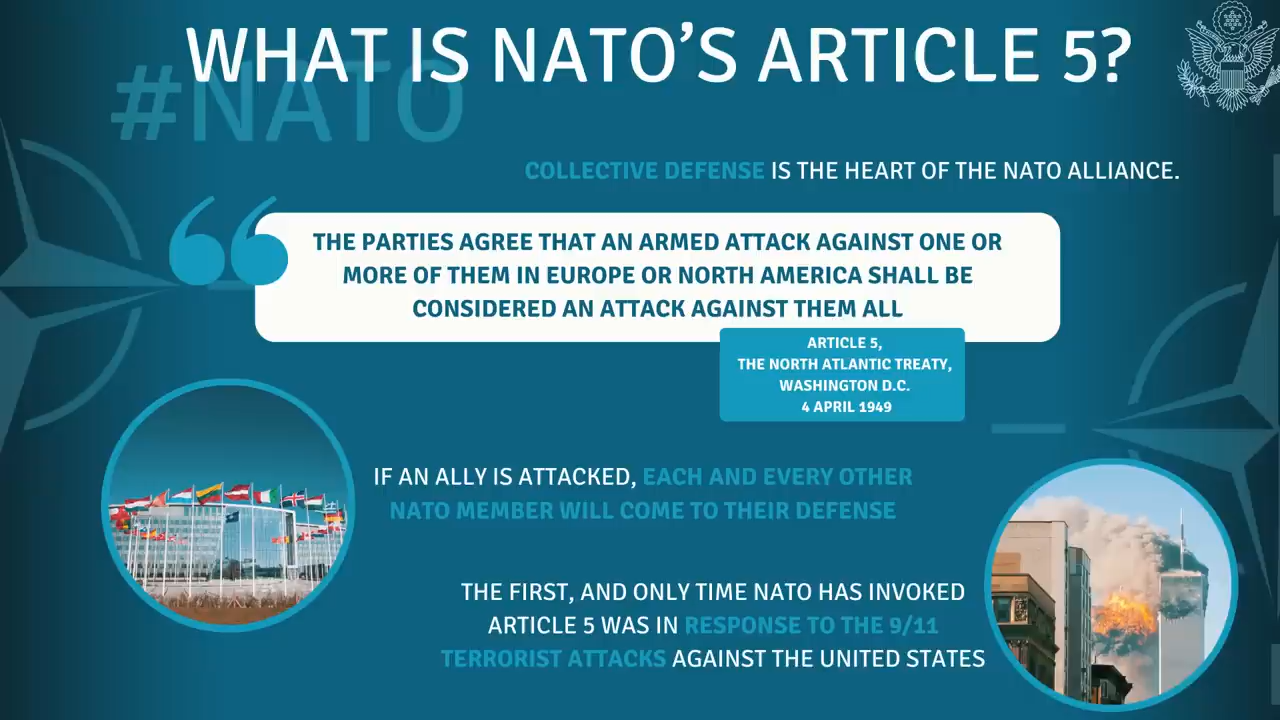 WHAT IS NATO’S ARTICLE 5?
#NATO
COLLECTIVE DEFENSE IS THE HEART OF THE NATO ALLIANCE.
THE PARTIES AGREE THAT AN ARMED ATTACK AGAINST ONE OR
MORE OF THEM IN EUROPE OR NORTH AMERICA SHALL BE
CONSIDERED AN ATTACK AGAINST THEM ALL
ARTICLE 5,
THE NORTH ATLANTIC TREATY,
WASHINGTON D.C.
4 APRIL 1949
IF AN ALLY IS ATTACKED, EACH AND EVERY OTHER
NATO MEMBER WILL COME TO THEIR DEFENSE
THE FIRST, AND ONLY TIME NATO HAS INVOKED
ARTICLE 5 WAS IN RESPONSE TO THE 9/11
TERRORIST ATTACKS AGAINST THE UNITED STATES